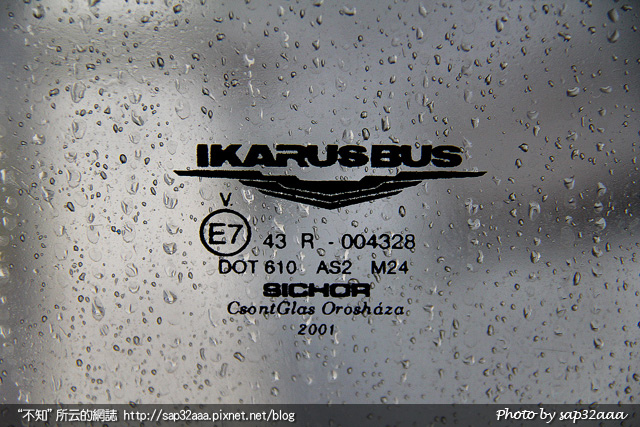 IKARUSBUS
V.
E7 43 R - 004328
DOT 610 AS2 M24
SICHOR
CsontGlas Orosháza
2001
“不知”所云的網誌 http://sap32aaa.pixnet.net/blog
Photo by sap32aaa